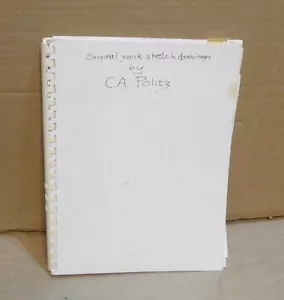 Original quick sketch drawings
by
C.A. Politz